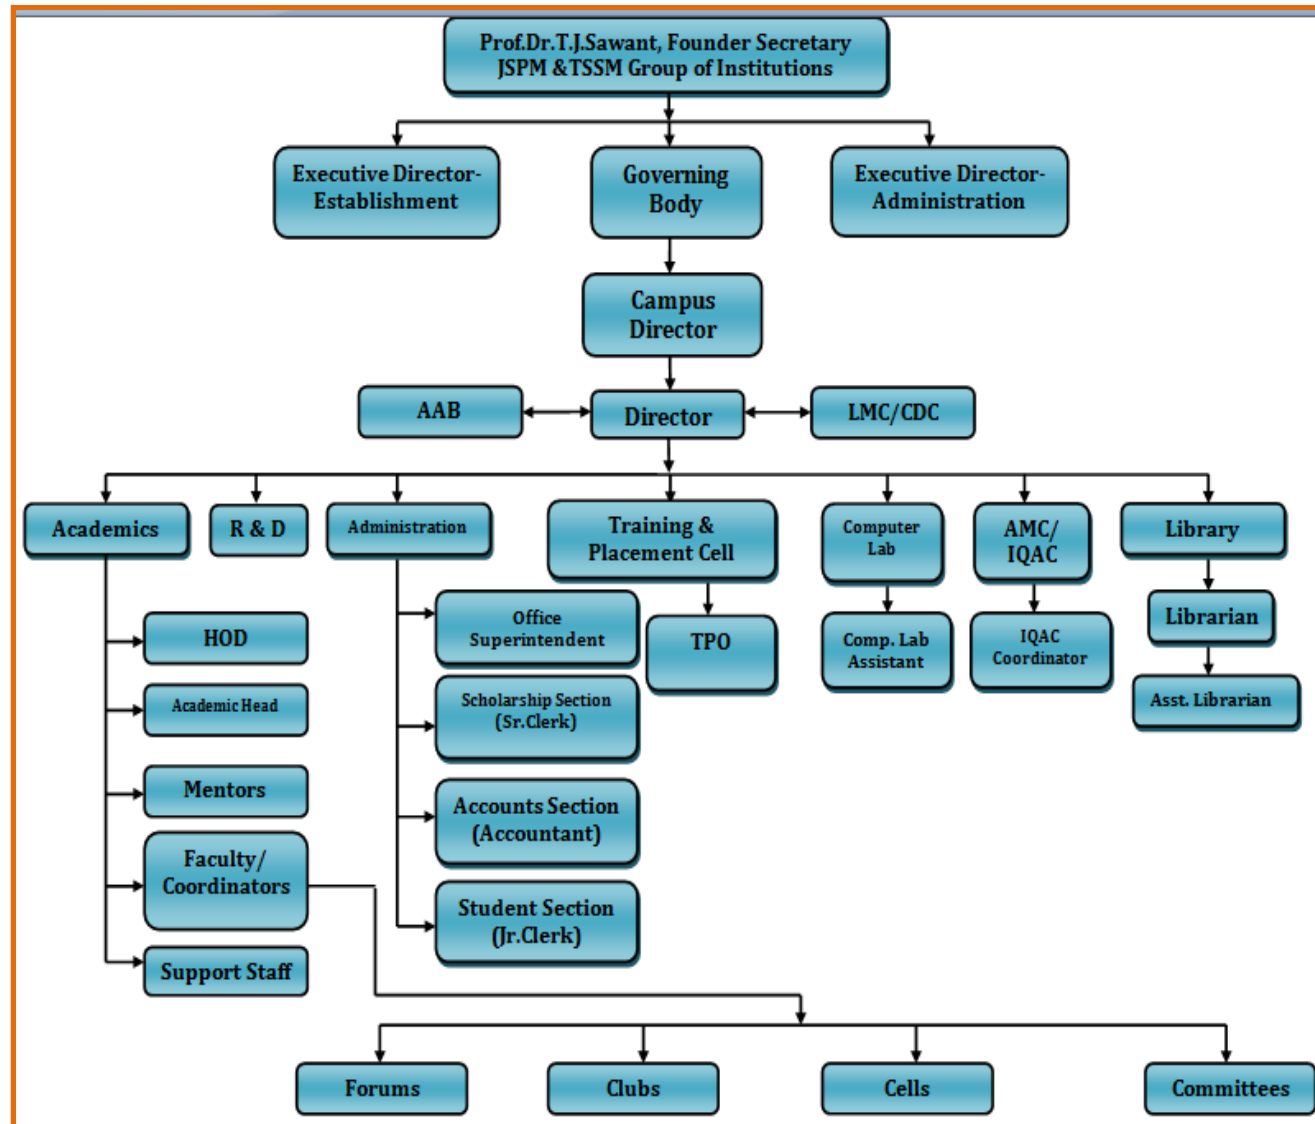 Prof.Dr.T.J.Sawant, Founder Secretary
JSPM &TSSM Group of Institutions
Executive Director-
Establishment
Governing
Body
Executive Director-
Administration
Campus
Director
AAB
Director
LMC/CDC
Academics
R & D
Administration
Training &
Placement Cell
Computer
Lab
AMC/
IQAC
Library
HOD
Academic Head
Mentors
Faculty/
Coordinators
Support Staff
Office
Superintendent
Scholarship Section
(Sr.Clerk)
Accounts Section
(Accountant)
Student Section
(Jr.Clerk)
TPO
Comp. Lab
Assistant
IQAC
Coordinator
Librarian
Asst. Librarian
Forums
Clubs
Cells
Committees